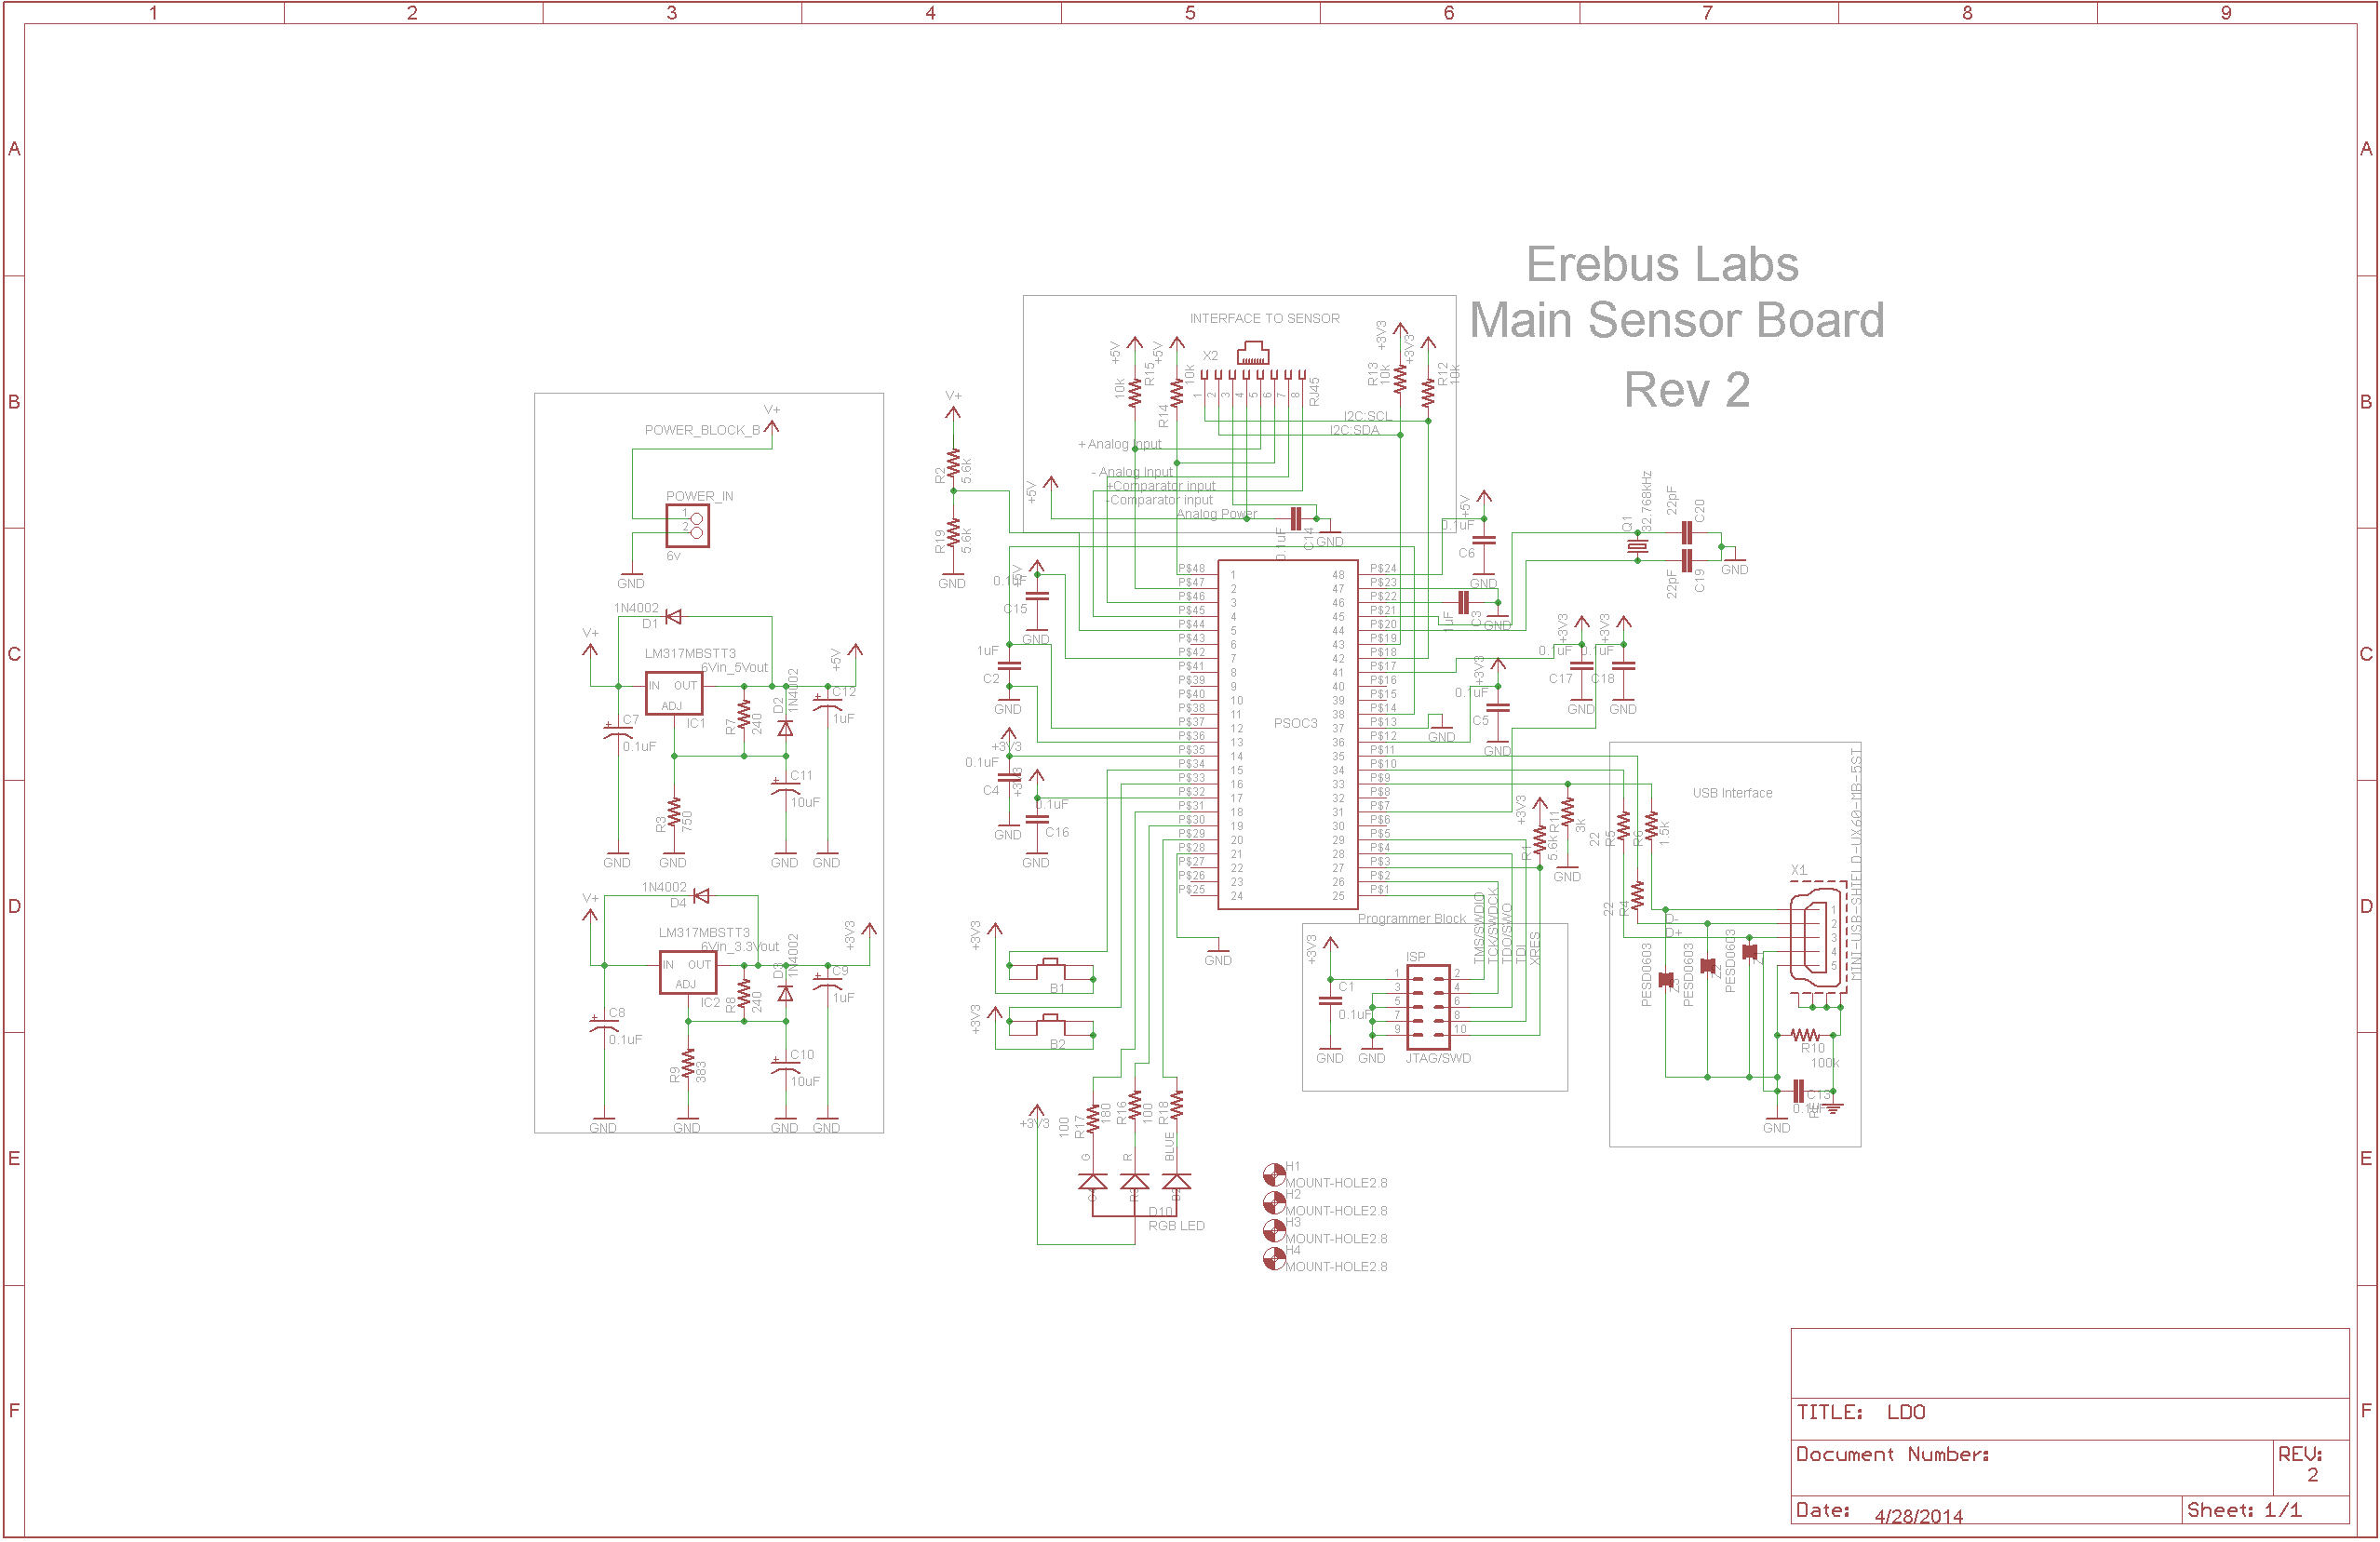 1 2 3 4 5 6 7 8 9
A A
B B
C C
D D
E E
F F
Erebus Labs
Main Sensor Board
Rev 2
POWER_BLOCK_B
V+
POWER_IN
1
2
6v
GND
1N4002
D1
V+
LM317MBSTT3
6Vin_5Vout
IN OUT
ADJ
IC1
+5V
C7
0.1uF
R7
240
D2
1N4002
C12
1uF
R3
750
C11
10uF
GND GND GND GND
1N4002
D4
V+
LM317MBSTT3
6Vin_3.3Vout
IN OUT
ADJ
IC2
+3V3
C8
0.1uF
R8
240
D3
1N4002
C9
1uF
R9
383
C10
10uF
GND GND GND GND
V+
R2
5.6k
R19
5.6k
GND
INTERFACE TO SENSOR
+5V
+5V
X2
R15
10k
R14
10k
1 2 3 4 5 6 7 8
RJ45
+3V3
+3V3
R13
10k
R12
10k
I2C:SCL
I2C:SDA
+ Analog Input
- Analog Input
+Comparator input
-Comparator input
Analog Power
+5V
0.1uF
C14
GND
+5V
0.1uF
C6
GND
+5V
0.1uF
C15
GND
1uF
C2
GND
+3V3
0.1uF
C4
GND
+3V3
0.1uF
C16
GND
PSOC3
P$48 1 48 P$24
P$47 2 47 P$23
P$46 3 46 P$22
P$45 4 45 P$21
P$44 5 44 P$20
P$43 6 43 P$19
P$42 7 42 P$18
P$41 8 41 P$17
P$39 9 40 P$16
P$40 10 39 P$15
P$38 11 38 P$14
P$37 12 37 P$13
P$36 13 36 P$12
P$35 14 35 P$11
P$34 15 34 P$10
P$33 16 33 P$9
P$32 17 32 P$8
P$31 18 31 P$7
P$30 19 30 P$6
P$29 20 29 P$5
P$28 21 28 P$4
P$27 22 27 P$3
P$26 23 26 P$2
P$25 24 25 P$1
GND
1uF
C3
GND
GND
+3V3
0.1uF
C5
GND
Q1
32.768kHz
22pF
C20
22pF
C19
GND
+3V3
+3V3
0.1uF
0.1uF
C17
C18
GND GND
+3V3
R1
5.6k
R11
3k
GND
+3V3
B1
+3V3
B2
+3V3
100
R17
180
R16
100
R18
G
R
BLUE
D10
RGB LED
Programmer Block
TMS/SWDIO
TCK/SWDCK
TDO/SWO
TDI
XRES
+3V3
C1
0.1uF
GND
GND
ISP
1 2
3 4
5 6
7 8
9 10
JTAG/SWD
USB Interface
22
R5
R6
1.5k
22
R4
D-
D+
X1
1
2
3
4
5
MINI-USB-SHIELD-UX60-MB-5ST
PESD0603
Z3
PESD0603
Z2
PESD0603
R10
100k
C13
0.1uF
GND
H1
MOUNT-HOLE2.8
H2
MOUNT-HOLE2.8
H3
MOUNT-HOLE2.8
H4
MOUNT-HOLE2.8
TITLE: LDO
Document Number:
REV:
2
Date: 4/28/2014
Sheet: 1/1